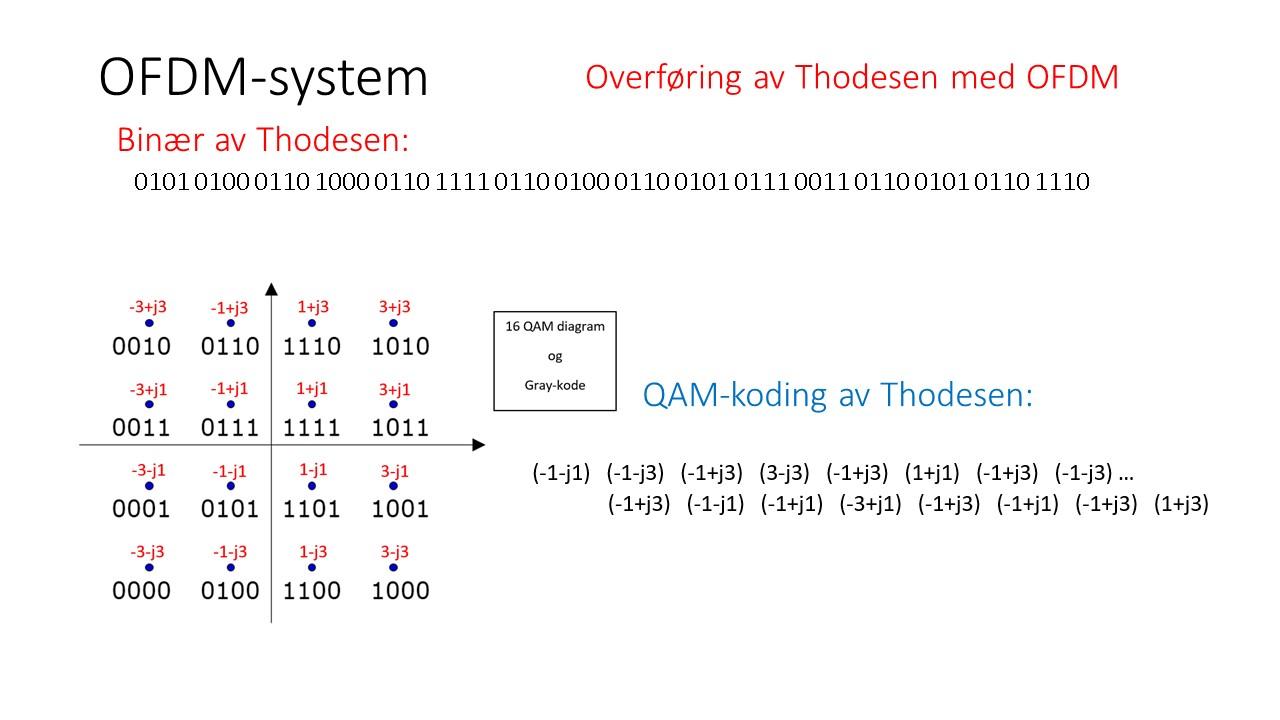 OFDM-system
Overføring av Thodesen med OFDM
Binær av Thodesen:
0101 0100 0110 1000 0110 1111 0110 0100 0110 0101 0111 0011 0110 0101 0110 1110
-3+j3 -1+j3 1+j3 3+j3
0010 0110 1110 1010
-3+j1 -1+j1 1+j1 3+j1
0011 0111 1111 1011
-3-j1 -1-j1 1-j1 3-j1
0001 0101 1101 1001
-3-j3 -1-j3 1-j3 3-j3
0000 0100 1100 1000
16 QAM diagram
og
Gray-kode
QAM-koding av Thodesen:
(-1-j1) (-1-j3) (-1+j3) (3-j3) (-1+j3) (1+j1) (-1+j3) (-1-j3) ...
(-1+j3) (-1-j1) (-1+j1) (-3+j1) (-1+j3) (-1+j1) (-1+j3) (1+j3)